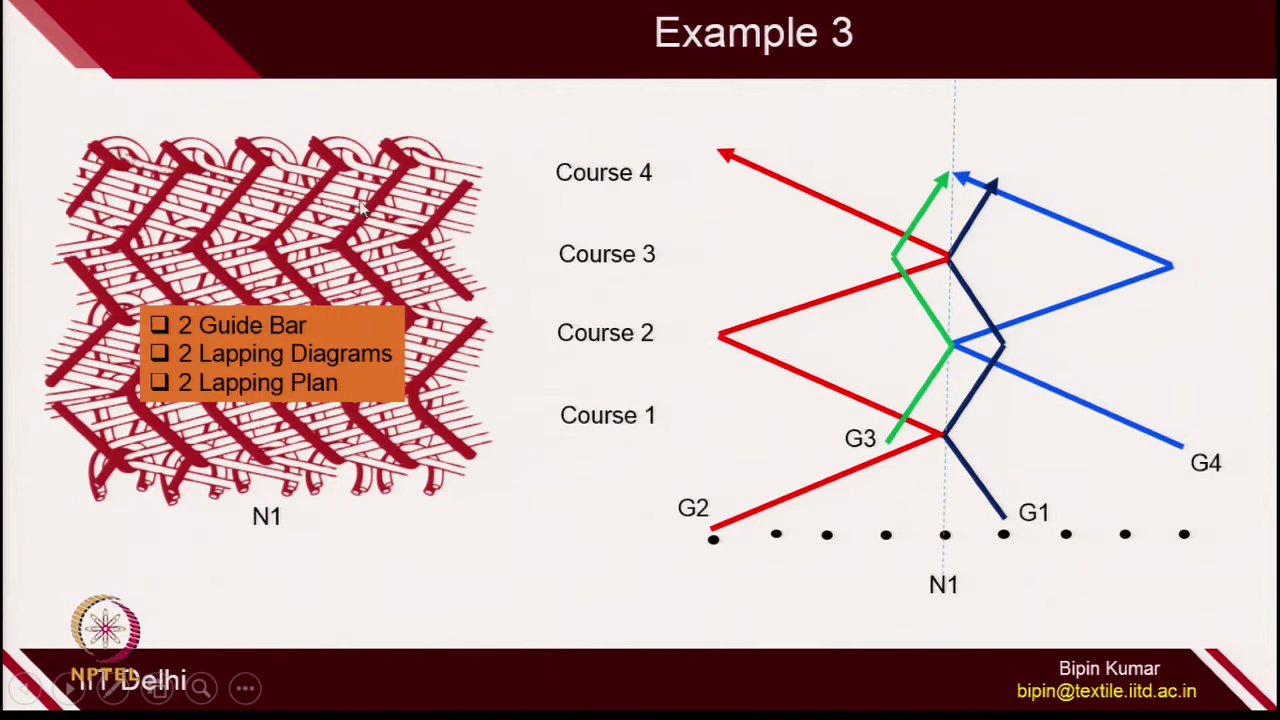 Example 3
2 Guide Bar
2 Lapping Diagrams
2 Lapping Plan
N1
Course 4
Course 3
Course 2
Course 1
G3
G4
G2
G1
N1
NPTEL
IIT Delhi
Bipin Kumar
bipin@textile.iitd.ac.in